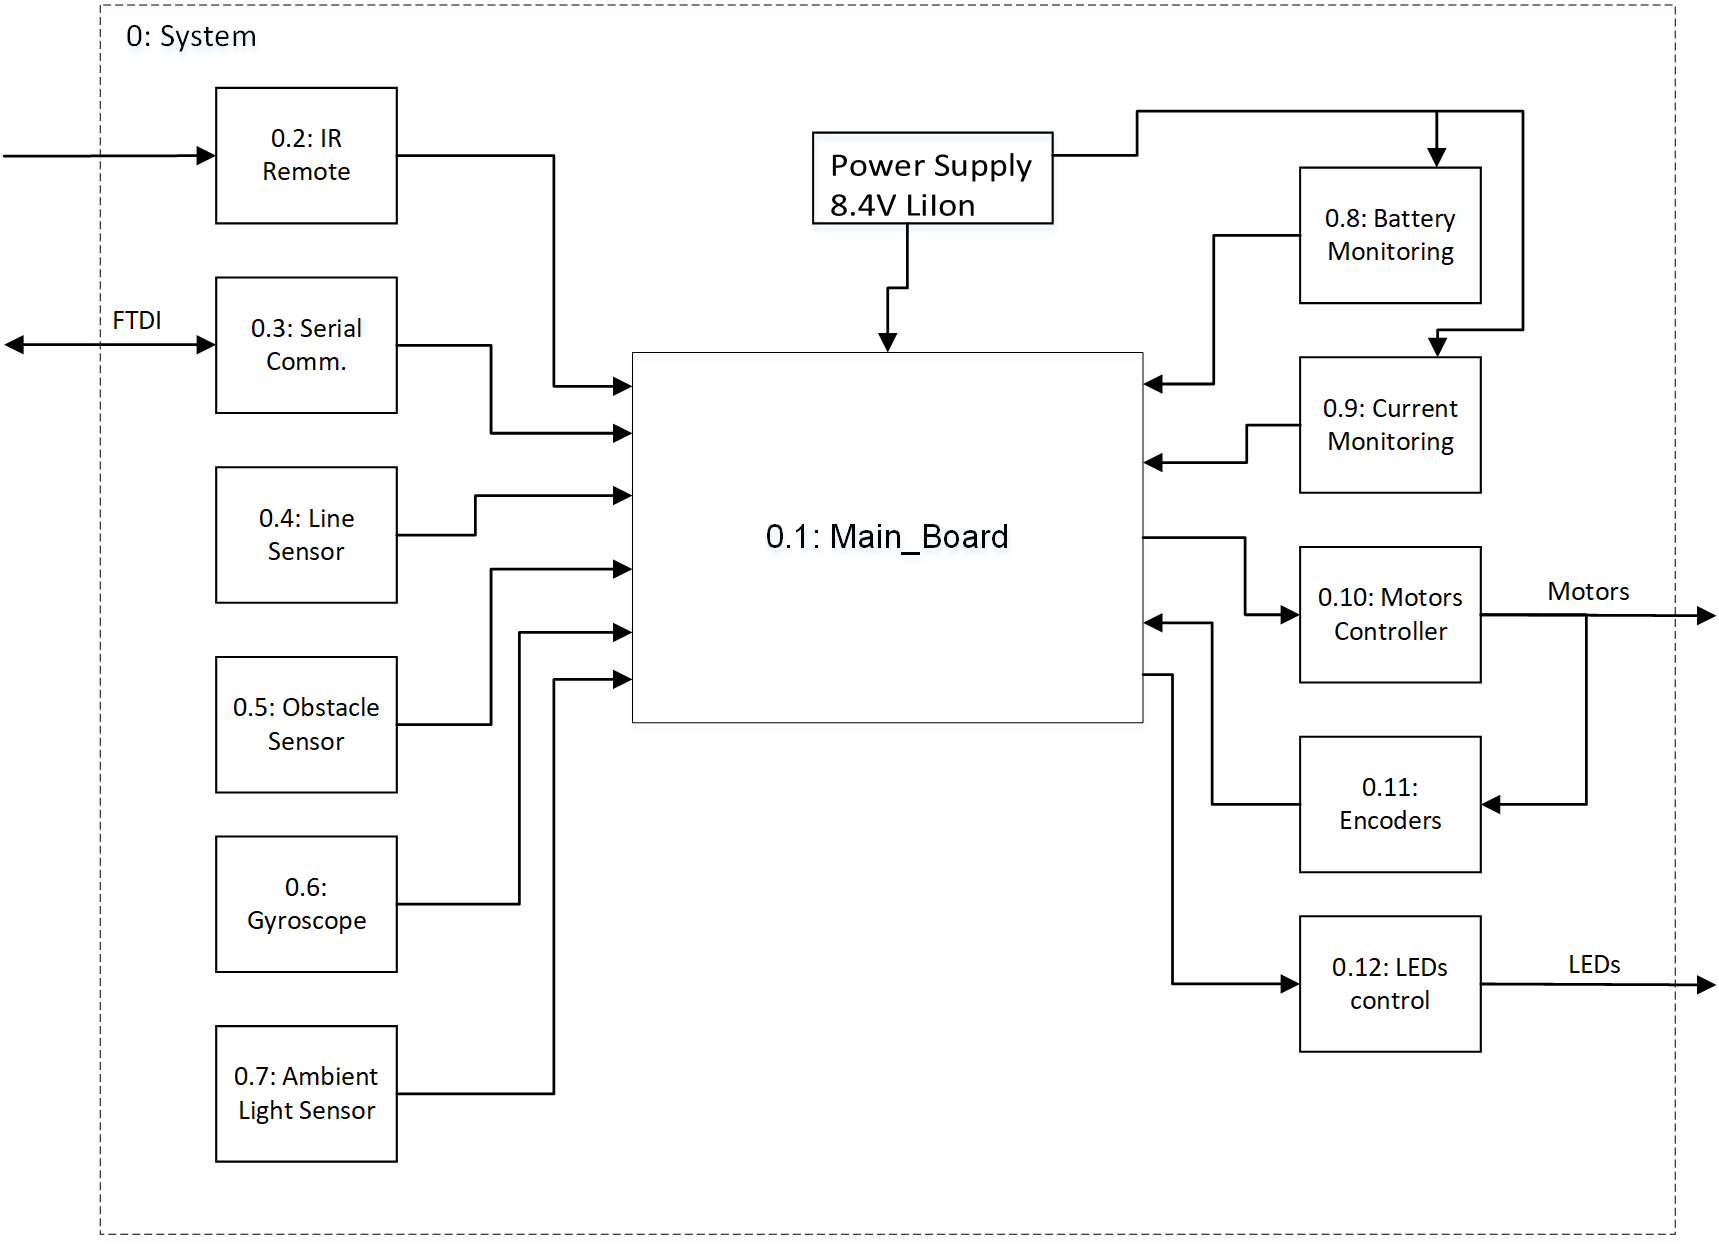 0: System
0.2: IR
Remote
Power Supply
8.4V LiIon
0.8: Battery
Monitoring
FTDI
0.3: Serial
Comm.
0.9: Current
Monitoring
0.4: Line
Sensor
0.1: Main_Board
0.10: Motors
Controller
Motors
0.5: Obstacle
Sensor
0.11:
Encoders
0.6:
Gyroscope
0.12: LEDs
control
LEDs
0.7: Ambient
Light Sensor